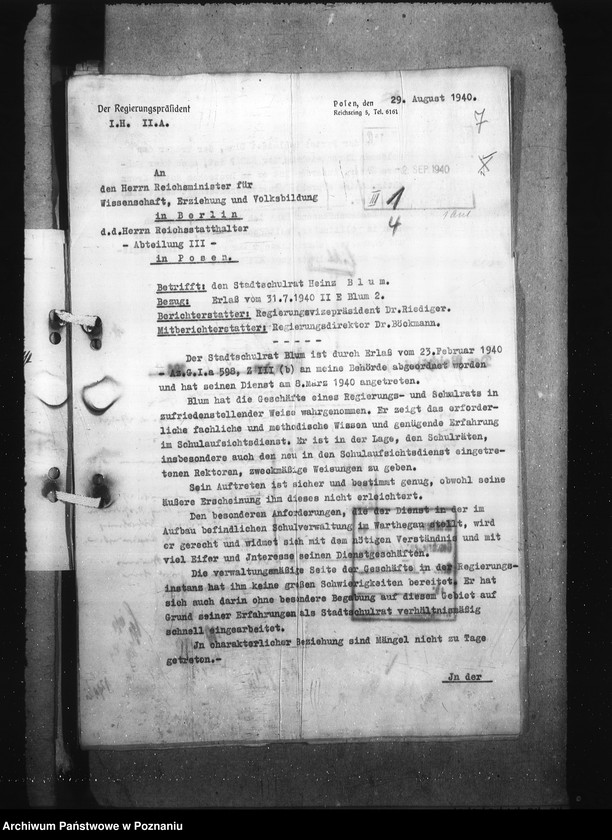 Der Regierungspräsident
I.H. II.A.
Posen, den 29. August 1940.
Reichsring 5, Tel. 6161
7
2 SEP. 1940
III 1
4
An
den Herrn Reichsminister für
Wissenschaft, Erziehung und Volksbildung
in Berlin
d.d.Herrn Reichsstatthalter
- Abteilung III -
in Posen.
Betrifft: den Stadtschulrat Heinz Blum.
Bezug: Erlaß vom 31.7.1940 II E Blum 2.
Berichterstatter: Regierungsvizepräsident Dr.Riediger.
Mitberichterstatter: Regierungsdirektor Dr.Böckmann.
- - - - -
Der Stadtschulrat Blum ist durch Erlaß vom 23.Februar 1940
- As.G.I.a 598, Z III (b) an meine Behörde abgeordnet worden
und hat seinen Dienst am 8.März 1940 angetreten.
Blum hat die Geschäfte eines Regierungs- und Schulrats in
zufriedenstellender Weise wahrgenommen. Er zeigt das erforder-
liche fachliche und methodische Wissen und genügende Erfahrung
im Schulaufsichtsdienst. Er ist in der Lage, den Schulräten,
insbesondere auch den neu in den Schulaufsichtsdienst eingetre-
tenen Rektoren, zweckmäßige Weisungen zu geben.
Sein Auftreten ist sicher und bestimmt genug, obwohl seine
äußere Erscheinung ihm dieses nicht erleichtert.
Den besonderen Anforderungen, die der Dienst in der im
Aufbau befindlichen Schulverwaltung im Warthegau stellt, wird
er gerecht und widmet sich mit dem nötigen Verständnis und mit
viel Eifer und Jnteresse seinen Dienstgeschäften.
Die verwaltungsmäßige Seite der Geschäfte in der Regierungs-
instanz hat ihm keine großen Schwierigkeiten bereitet. Er hat
sich auch darin ohne besondere Begabung auf diesem Gebiet auf
Grund seiner Erfahrungen als Stadtschulrat verhältnismäßig
schnell eingearbeitet.
Jn charakterlicher Beziehung sind Mängel nicht zu Tage
getreten.-
Jn der
Archiwum Państwowe w Poznaniu